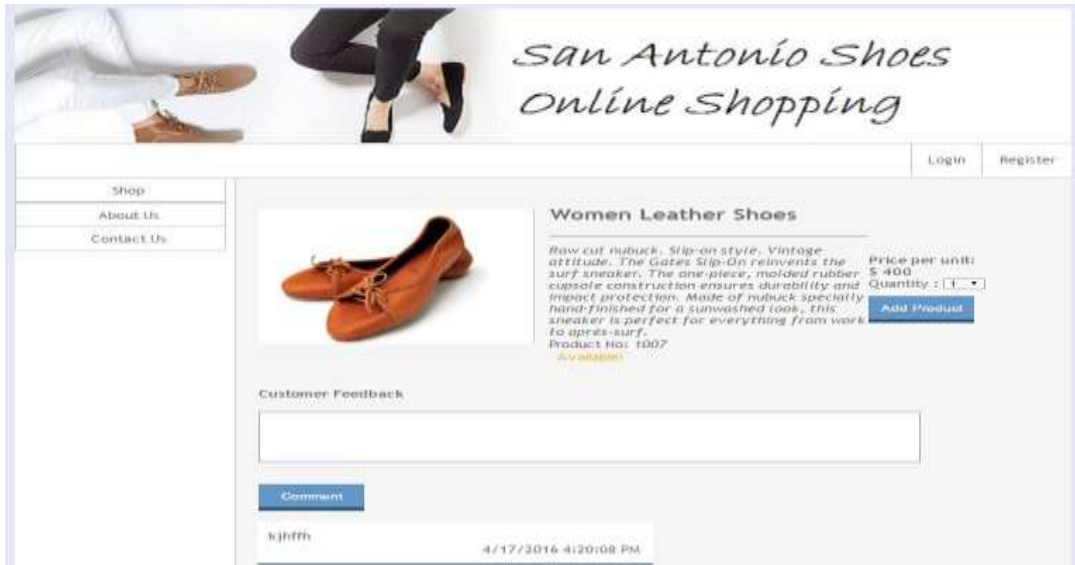 San Antonio Shoes
Online Shopping
Login
Register
Shop
About Us
Contact Us
Women Leather Shoes
Raw cut nubuck. Slip-on style. Vintage
attitude. The Gates Slip-On reinvents the
surf sneaker. The one-piece, molded rubber
cupsole construction ensures durability and
impact protection. Made of nubuck specially
hand-finished for a sunwashed look, this
sneaker is perfect for everything from work
to après-surf.
Product No: 1007
Available!
Price per unit:
$ 400
Quantity : 1
Add Product
Customer Feedback
Comment
kjhffh
4/17/2016 4:20:08 PM